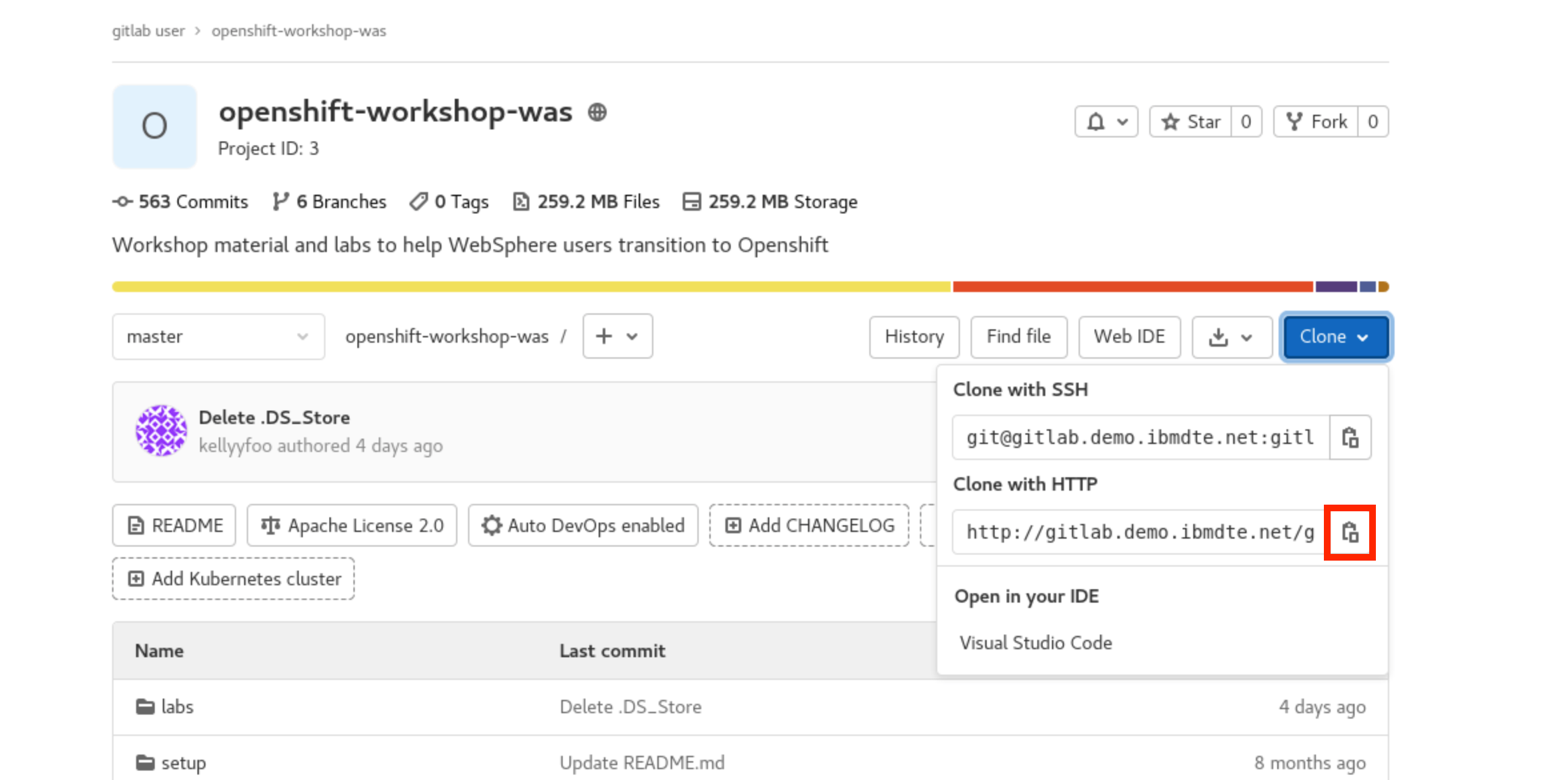 gitlab user › openshift-workshop-was
O
openshift-workshop-was
Project ID: 3
Star 0
Fork 0
563 Commits 6 Branches 0 Tags 259.2 MB Files 259.2 MB Storage
Workshop material and labs to help WebSphere users transition to Openshift
master
openshift-workshop-was /
History
Find file
Web IDE
Clone
Delete .DS_Store
kellyyfoo authored 4 days ago
Clone with SSH
git@gitlab.demo.ibmdte.net:gitl
Clone with HTTP
http://gitlab.demo.ibmdte.net/g
Open in your IDE
Visual Studio Code
README
Apache License 2.0
Auto DevOps enabled
Add CHANGELOG
Add Kubernetes cluster
Name Last commit
labs Delete .DS_Store 4 days ago
setup Update README.md 8 months ago